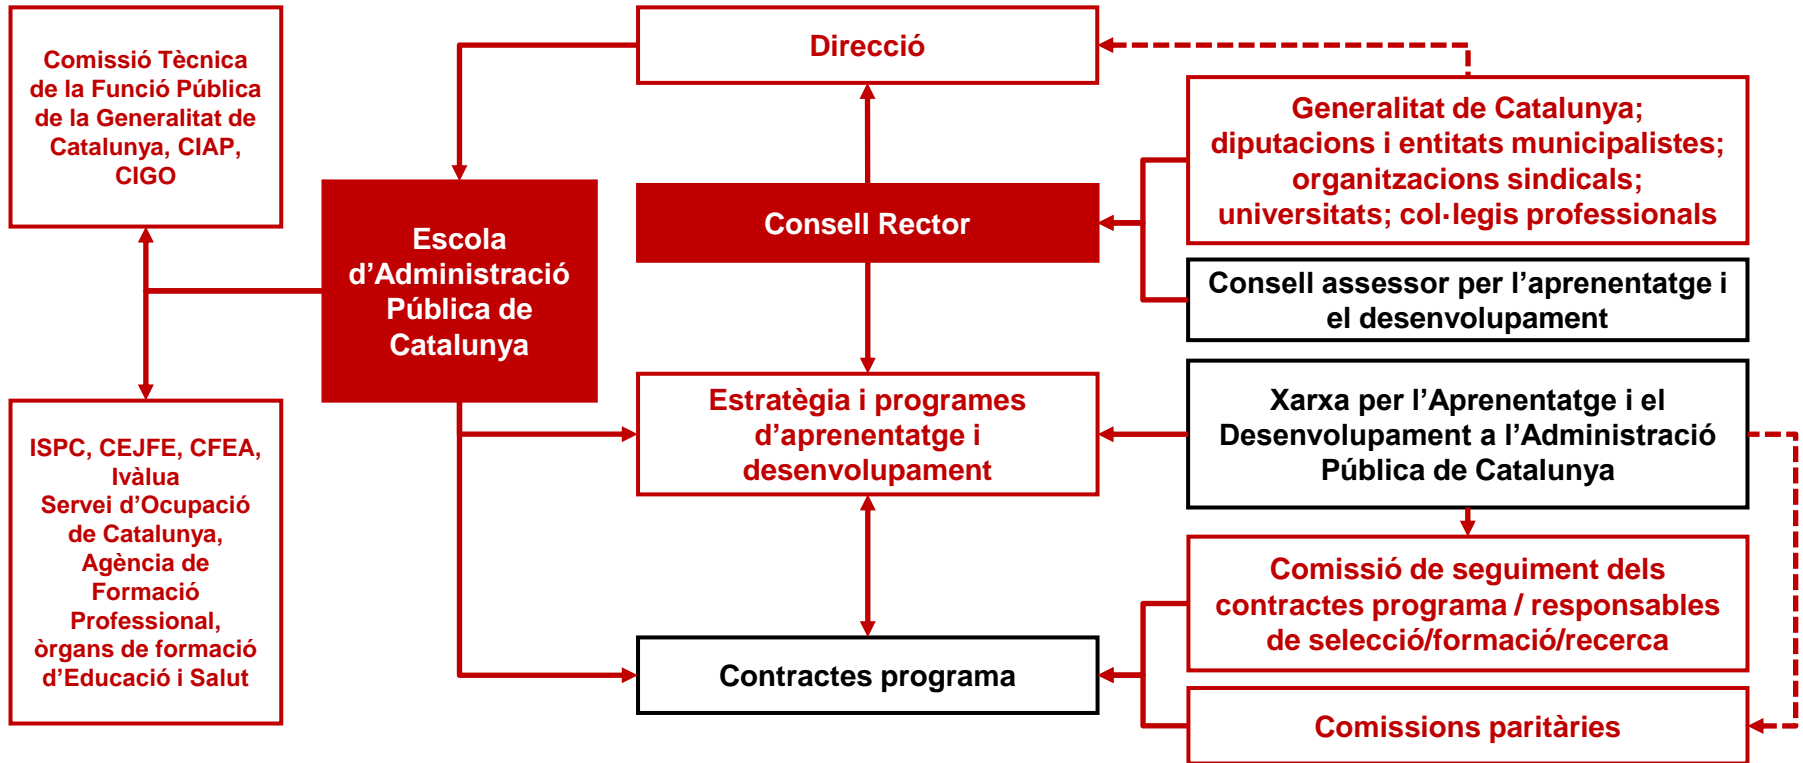 Comissió Tècnica
de la Funció Pública
de la Generalitat de
Catalunya, CIAP,
CIGO
Direcció
Generalitat de Catalunya;
diputacions i entitats municipalistes;
organitzacions sindicals;
universitats; col·legis professionals
Escola
d’Administració
Pública de
Catalunya
Consell Rector
Consell assessor per l’aprenentatge i
el desenvolupament
Estratègia i programes
d’aprenentatge i
desenvolupament
Xarxa per l’Aprenentatge i el
Desenvolupament a l’Administració
Pública de Catalunya
ISPC, CEJFE, CFEA,
Ivàlua
Servei d’Ocupació
de Catalunya,
Agència de
Formació
Professional,
òrgans de formació
d’Educació i Salut
Comissió de seguiment dels
contractes programa / responsables
de selecció/formació/recerca
Contractes programa
Comissions paritàries